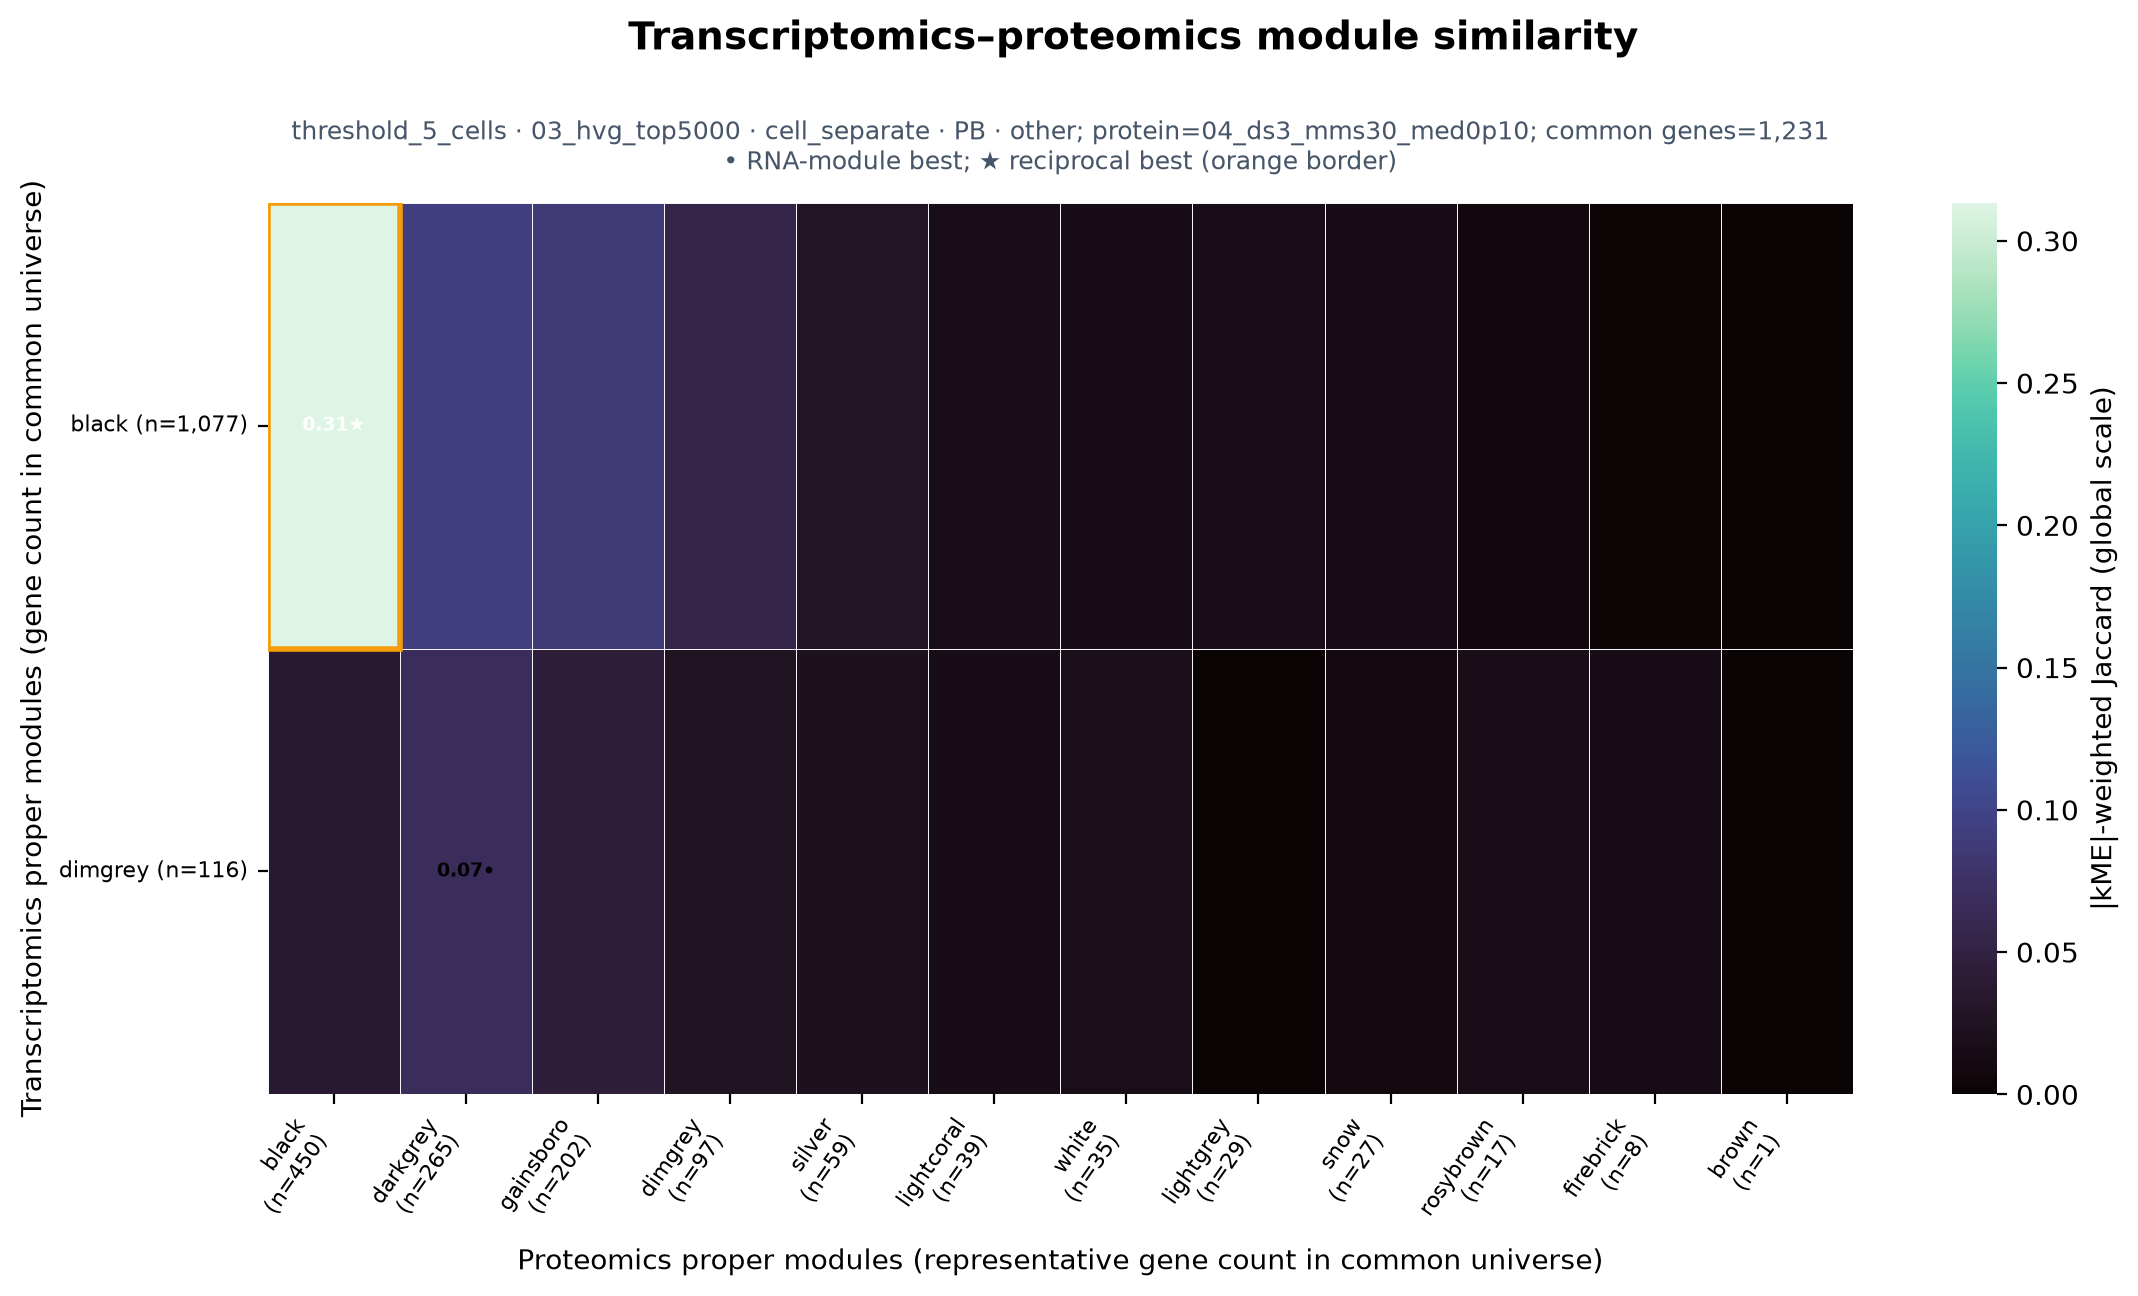 Transcriptomics–proteomics module similarity
threshold_5_cells · 03_hvg_top5000 · cell_separate · PB · other; protein=04_ds3_mms30_med0p10; common genes=1,231
• RNA-module best; ★ reciprocal best (orange border)
Transcriptomics proper modules (gene count in common universe)
black (n=1,077)
dimgrey (n=116)
0.31★
0.07•
black
(n=450)
darkgrey
(n=265)
gainsboro
(n=202)
dimgrey
(n=97)
silver
(n=59)
lightcoral
(n=39)
white
(n=35)
lightgrey
(n=29)
snow
(n=27)
rosybrown
(n=17)
firebrick
(n=8)
brown
(n=1)
Proteomics proper modules (representative gene count in common universe)
0.30
0.25
0.20
0.15
0.10
0.05
0.00
|kME|-weighted Jaccard (global scale)